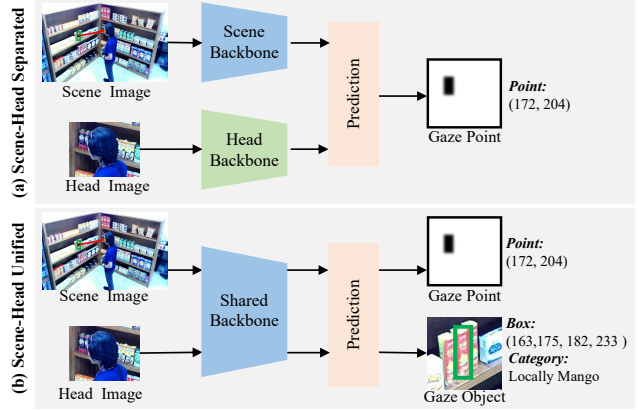 (a) Scene-Head Separated
Scene Image
Head Image
Scene
Backbone
Head
Backbone
Prediction
Gaze Point
Point:
(172, 204)
(b) Scene-Head Unified
Scene Image
Head Image
Shared
Backbone
Prediction
Gaze Point
Point:
(172, 204)
Gaze Object
Box:
(163,175, 182, 233 )
Category:
Locally Mango